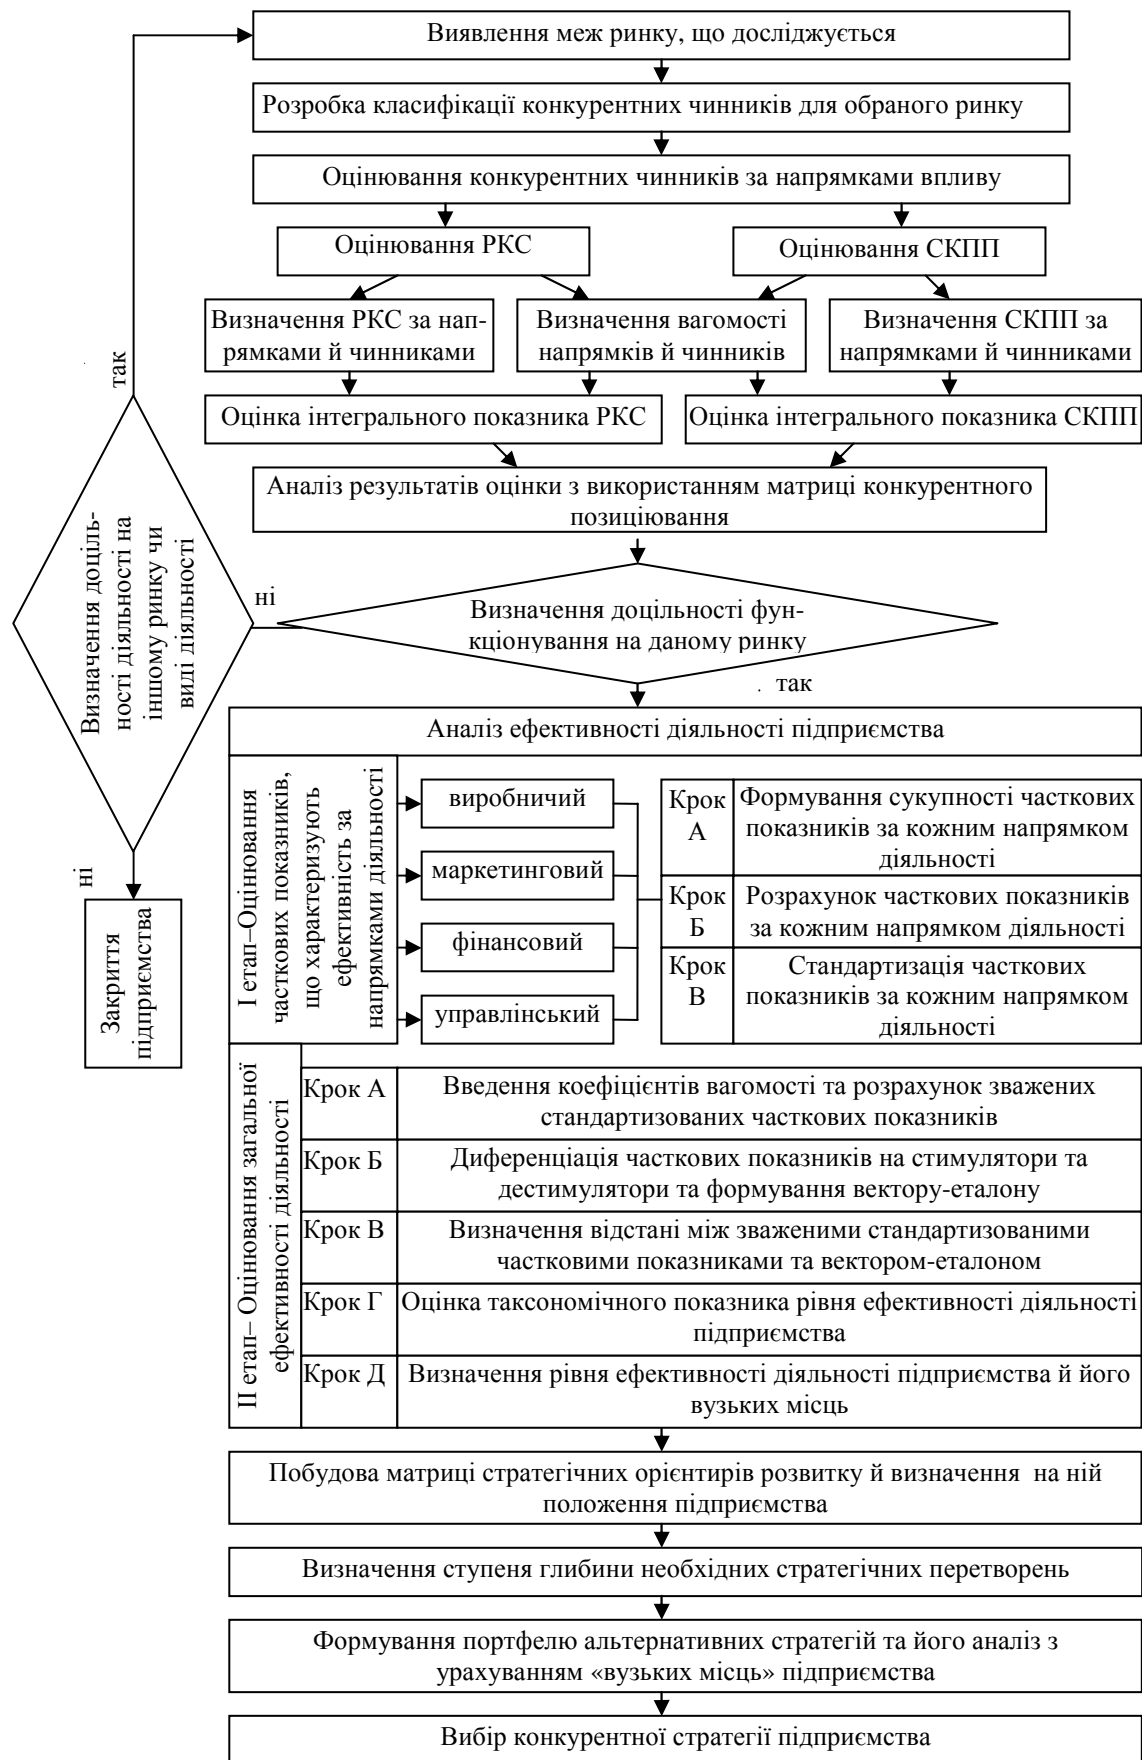 Виявлення меж ринку, що досліджується
Розробка класифікації конкурентних чинників для обраного ринку
Оцінювання конкурентних чинників за напрямками впливу
Оцінювання РКС
Оцінювання СКПП
Визначення РКС за нап-
рямками й чинниками
Визначення вагомості
напрямків й чинників
Визначення СКПП за
напрямками й чинниками
Оцінка інтегрального показника РКС
Оцінка інтегрального показника СКПП
Аналіз результатів оцінки з використанням матриці конкурентного
позиціювання
так
Визначення доціль-
ності діяльності на
іншому ринку чи
виді діяльності
ні
Визначення доцільності фун-
кціонування на даному ринку
так
ні
Закриття
підприємства
Аналіз ефективності діяльності підприємства
І етап–Оцінювання
часткових показників,
що характеризують
ефективність за
напрямками діяльності
виробничий
маркетинговий
фінансовий
управлінський
Крок
А
Формування сукупності часткових
показників за кожним напрямком
діяльності
Крок
Б
Розрахунок часткових показників
за кожним напрямком діяльності
Крок
В
Стандартизація часткових
показників за кожним напрямком
діяльності
ІІ етап– Оцінювання загальної
ефективності діяльності
Крок А
Введення коефіцієнтів вагомості та розрахунок зважених
стандартизованих часткових показників
Крок Б
Диференціація часткових показників на стимулятори та
дестимулятори та формування вектору-еталону
Крок В
Визначення відстані між зваженими стандартизованими
частковими показниками та вектором-еталоном
Крок Г
Оцінка таксономічного показника рівня ефективності діяльності
підприємства
Крок Д
Визначення рівня ефективності діяльності підприємства й його
вузьких місць
Побудова матриці стратегічних орієнтирів розвитку й визначення на ній
положення підприємства
Визначення ступеня глибини необхідних стратегічних перетворень
Формування портфелю альтернативних стратегій та його аналіз з
урахуванням «вузьких місць» підприємства
Вибір конкурентної стратегії підприємства